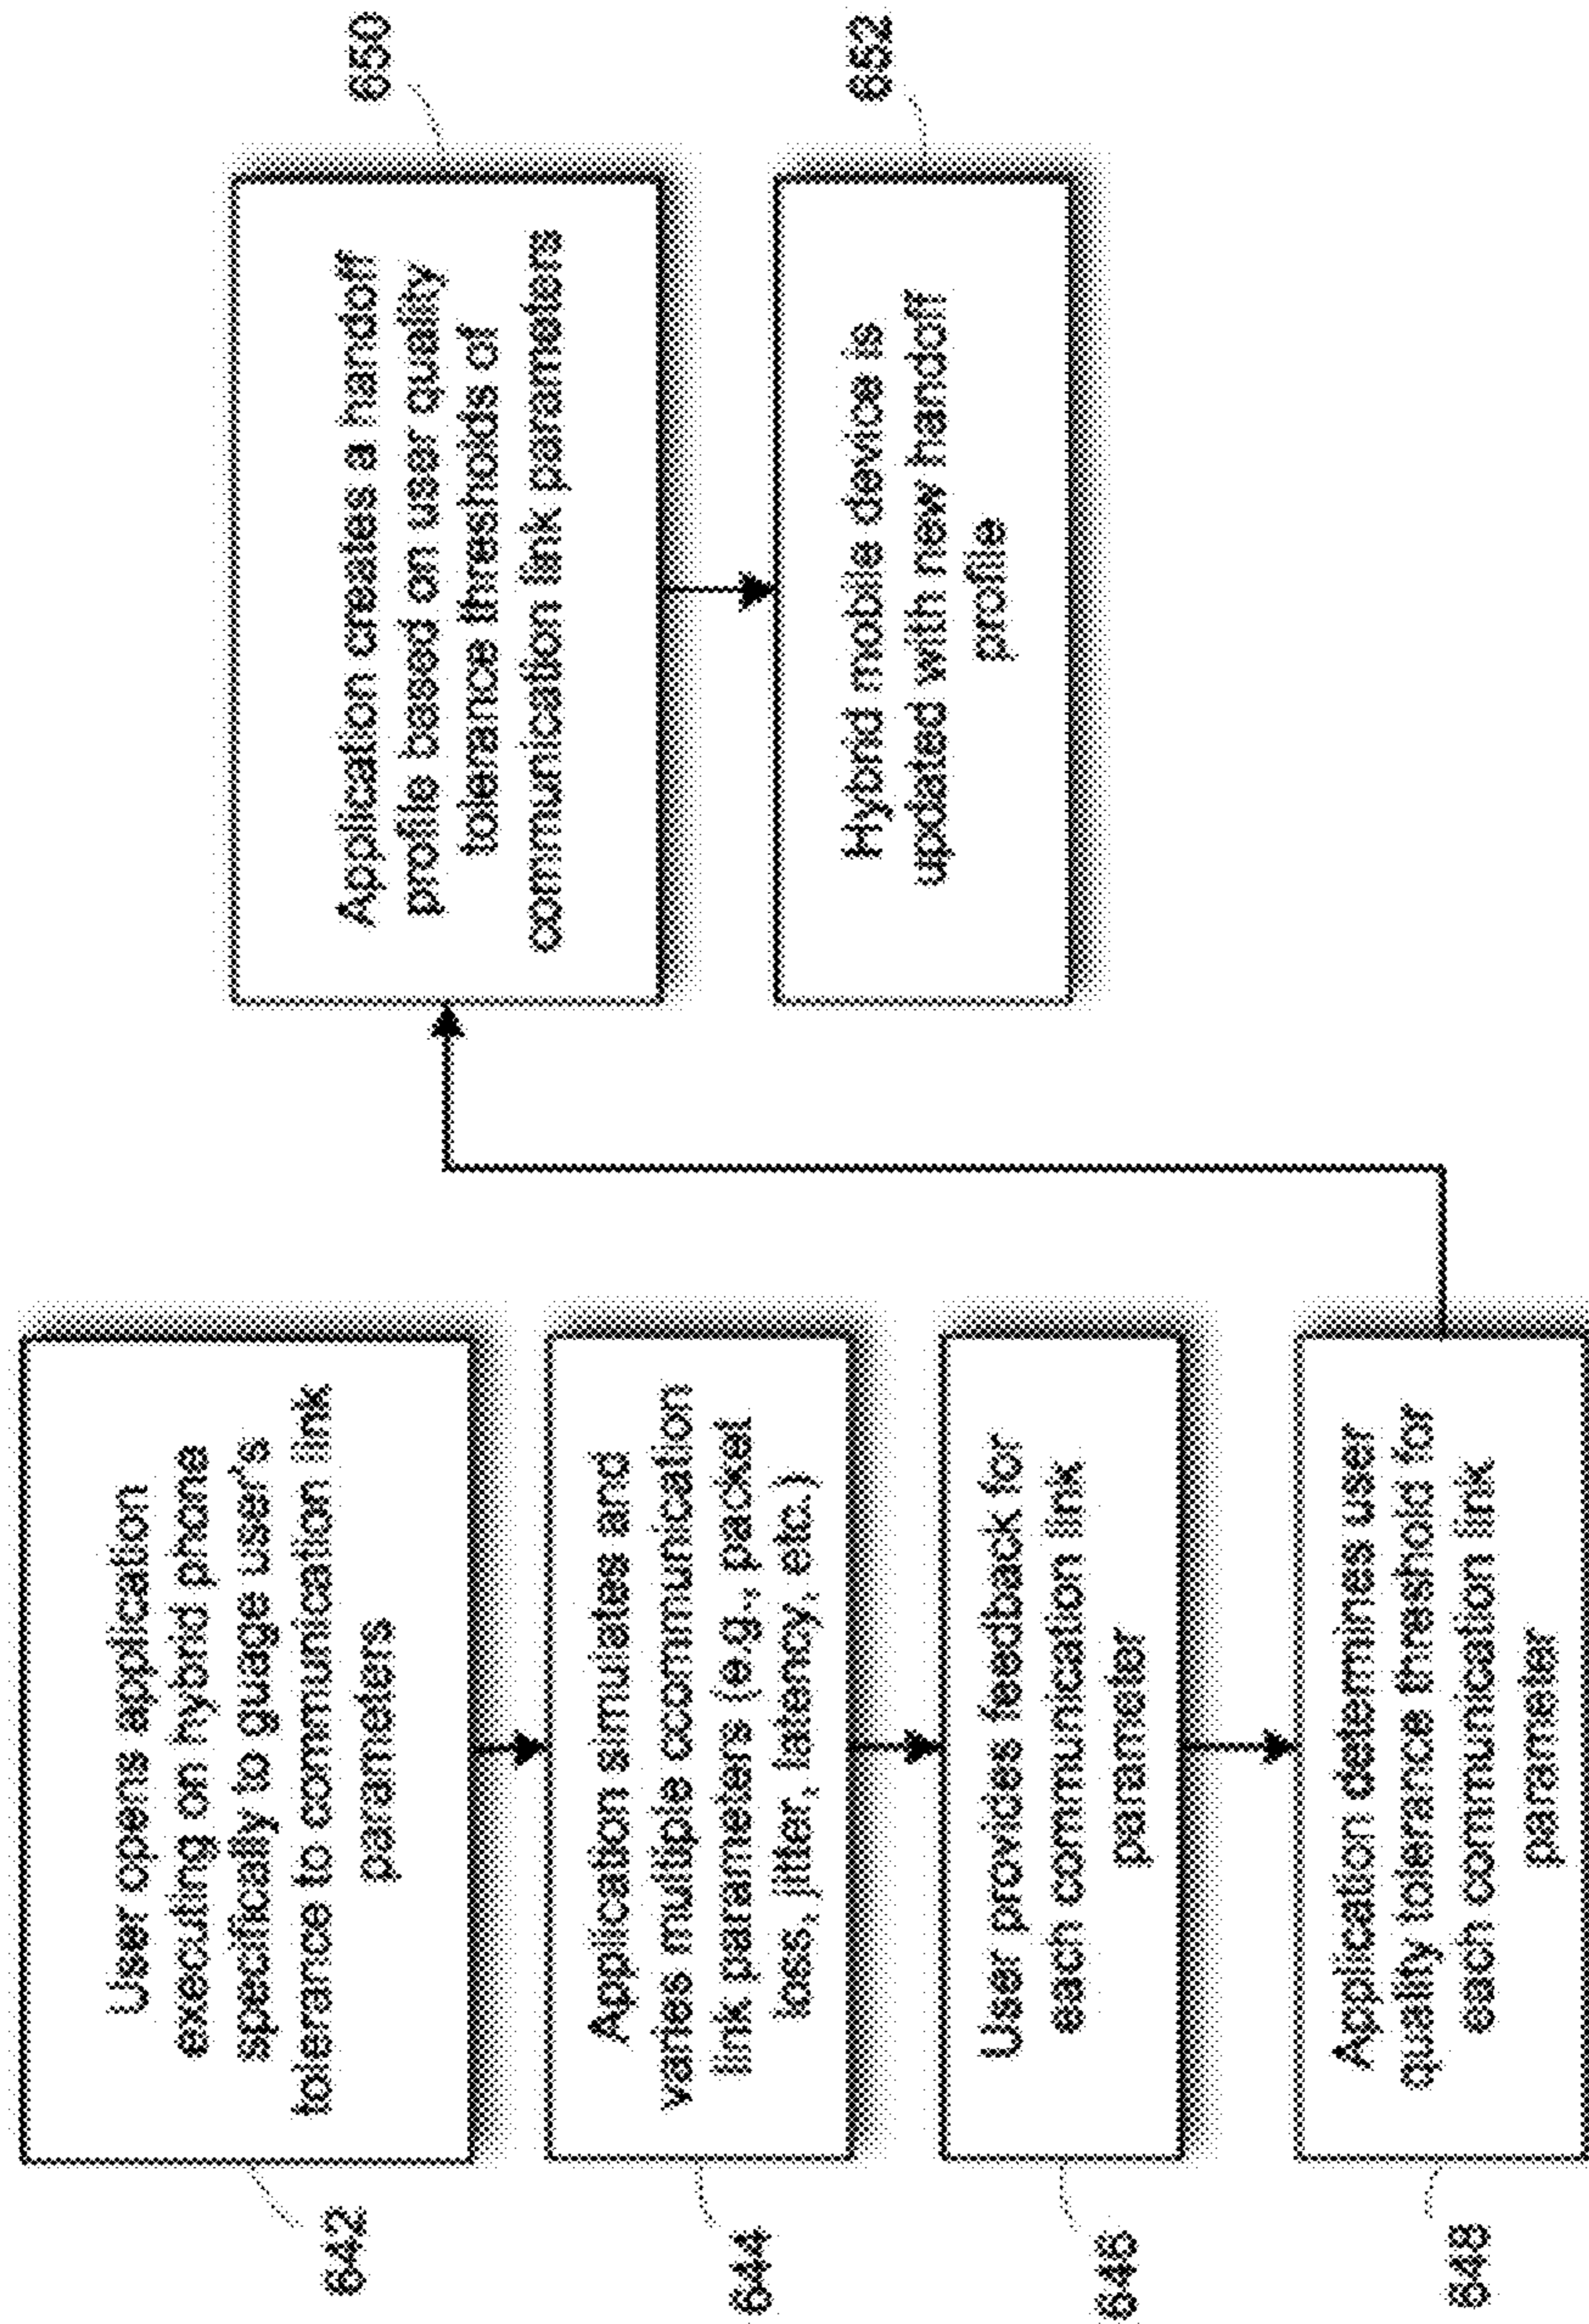 User opens application
executing on hybrid phone
specifically to guage user's
tolerance to communication link
parameters
642
Application simulates and
varies multiple communication
link parameters (e.g., packet
loss, jitter, latency, etc.)
644
User provides feedback for
each communication link
parameter
646
Application determines user
quality tolerance threshold for
each communication link
parameter
648
Application creates a handoff
profile based on user quality
tolerance thresholds of
communication link parameters
650
Hybrid mobile device is
updated with new handoff
profile
652